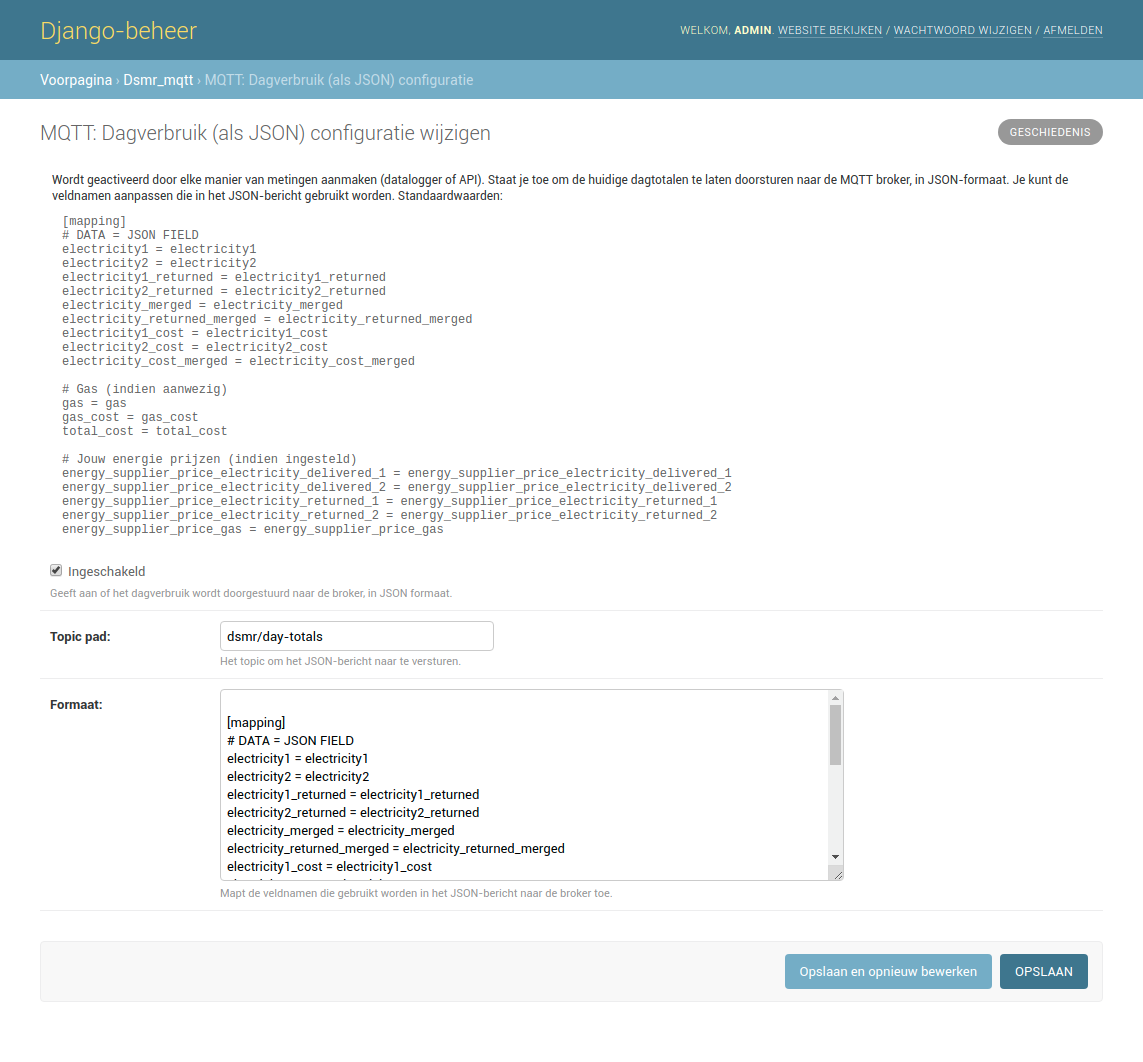 Django-beheer
WELKOM, ADMIN. WEBSITE BEKIJKEN / WACHTWOORD WIJZIGEN / AFMELDEN
Voorpagina › Dsmr_mqtt › MQTT: Dagverbruik (als JSON) configuratie
MQTT: Dagverbruik (als JSON) configuratie wijzigen
GESCHIEDENIS
Wordt geactiveerd door elke manier van metingen aanmaken (datalogger of API). Staat je toe om de huidige dagtotalen te laten doorsturen naar de MQTT broker, in JSON-formaat. Je kunt de
veldnamen aanpassen die in het JSON-bericht gebruikt worden. Standaardwaarden:
[mapping]
# DATA = JSON FIELD
electricity1 = electricity1
electricity2 = electricity2
electricity1_returned = electricity1_returned
electricity2_returned = electricity2_returned
electricity_merged = electricity_merged
electricity_returned_merged = electricity_returned_merged
electricity1_cost = electricity1_cost
electricity2_cost = electricity2_cost
electricity_cost_merged = electricity_cost_merged
# Gas (indien aanwezig)
gas = gas
gas_cost = gas_cost
total_cost = total_cost
# Jouw energie prijzen (indien ingesteld)
energy_supplier_price_electricity_delivered_1 = energy_supplier_price_electricity_delivered_1
energy_supplier_price_electricity_delivered_2 = energy_supplier_price_electricity_delivered_2
energy_supplier_price_electricity_returned_1 = energy_supplier_price_electricity_returned_1
energy_supplier_price_electricity_returned_2 = energy_supplier_price_electricity_returned_2
energy_supplier_price_gas = energy_supplier_price_gas
Ingeschakeld
Geeft aan of het dagverbruik wordt doorgestuurd naar de broker, in JSON formaat.
Topic pad:
dsmr/day-totals
Het topic om het JSON-bericht naar te versturen.
Formaat:
[mapping]
# DATA = JSON FIELD
electricity1 = electricity1
electricity2 = electricity2
electricity1_returned = electricity1_returned
electricity2_returned = electricity2_returned
electricity_merged = electricity_merged
electricity_returned_merged = electricity_returned_merged
electricity1_cost = electricity1_cost
Mapt de veldnamen die gebruikt worden in het JSON-bericht naar de broker toe.
Opslaan en opnieuw bewerken
OPSLAAN